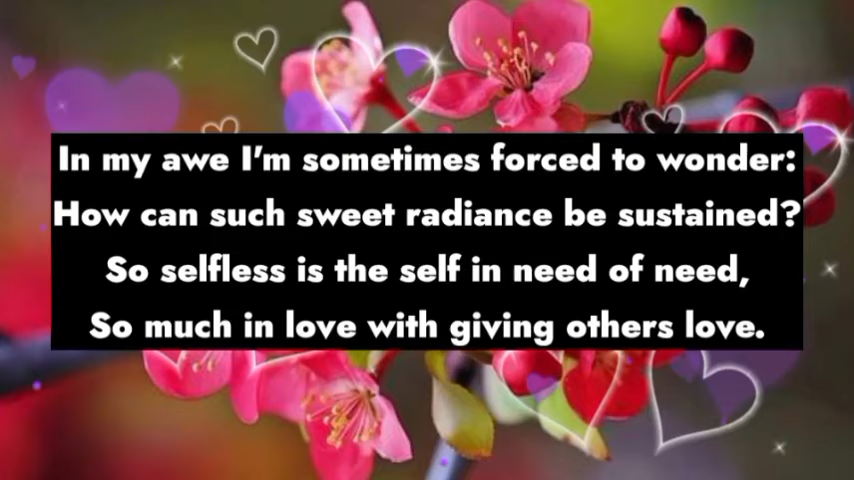 In my awe I'm sometimes forced to wonder:
How can such sweet radiance be sustained?
So selfless is the self in need of need,
So much in love with giving others love.